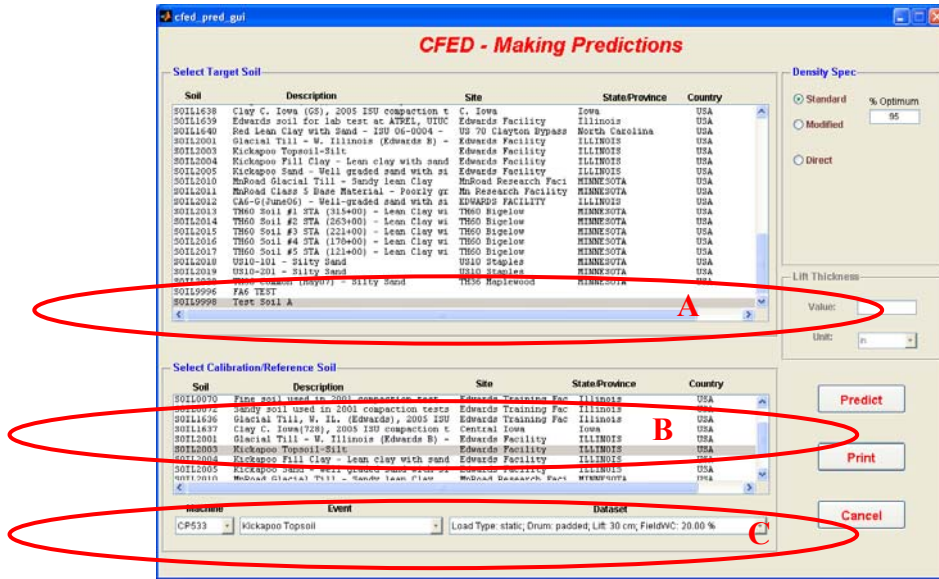 cfed_pred_gui
CFED - Making Predictions
Select Target Soil
Soil Description Site State/Province Country
SOIL1638 Clay C. Iowa (GS), 2005 ISU compaction t C. Iowa Iowa USA
SOIL1639 Edwards soil for lab test at ATREL, UIUC Edwards Facility Illinois USA
SOIL1640 Red Lean Clay with Sand - ISU 06-0004 - US 70 Clayton Bypass North Carolina USA
SOIL2001 Glacial Till - W. Illinois (Edwards B) - Edwards Facility ILLINOIS USA
SOIL2003 Kickapoo Topsoil-Silt Edwards Facility ILLINOIS USA
SOIL2004 Kickapoo Fill Clay - Lean clay with sand Edwards Facility ILLINOIS USA
SOIL2005 Kickapoo Sand - Well graded sand with si Edwards Facility ILLINOIS USA
SOIL2010 MnRoad Glacial Till - Sandy lean Clay MnRoad Research Faci MINNESOTA USA
SOIL2011 MnRoad Class 5 Base Material - Poorly gr Mn Research Facility MINNESOTA USA
SOIL2012 CA6-G(June06) - Well-graded sand with si EDWARDS FACILITY ILLINOIS USA
SOIL2013 TH60 Soil #1 STA (315+00) - Lean Clay wi TH60 Bigelow MINNESOTA USA
SOIL2014 TH60 Soil #2 STA (263+00) - Lean Clay wi TH60 Bigelow MINNESOTA USA
SOIL2015 TH60 Soil #3 STA (221+00) - Lean Clay wi TH60 Bigelow MINNESOTA USA
SOIL2016 TH60 Soil #4 STA (170+00) - Lean Clay wi TH60 Bigelow MINNESOTA USA
SOIL2017 TH60 Soil #5 STA (121+00) - Lean Clay wi TH60 Bigelow MINNESOTA USA
SOIL2018 US10-101 - Silty Sand US10 Staples MINNESOTA USA
SOIL2019 US10-201 - Silty Sand US10 Staples MINNESOTA USA
TH36 Common (May07) - Silty Sand TH36 Maplewood MINNESOTA USA
SOIL9996 FA6 TEST
SOIL9998 Test Soil A
A
Density Spec
Standard % Optimum
95
Modified
Direct
Lift Thickness
Value:
Unit: in
Select Calibration/Reference Soil
Soil Description Site State/Province Country
SOIL0070 Fine soil used in 2001 compaction test Edwards Training Fac Illinois USA
SOIL0072 Sandy soil used in 2001 compaction tests Edwards Training Fac Illinois USA
SOIL1636 Glacial Till, W. IL. (Edwards), 2005 ISU Edwards Training Fac Illinois USA
SOIL1637 Clay C. Iowa(728), 2005 ISU compaction t Central Iowa Iowa USA
SOIL2001 Glacial Till - W. Illinois (Edwards B) - Edwards Facility ILLINOIS USA
SOIL2003 Kickapoo Topsoil-Silt Edwards Facility ILLINOIS USA
SOIL2004 Kickapoo Fill Clay - Lean clay with sand Edwards Facility ILLINOIS USA
SOIL2005 Kickapoo Sand - Well graded sand with si Edwards Facility ILLINOIS USA
SOIL2010 MnRoad Glacial Till - Sandy lean Clay MnRoad Research Faci MINNESOTA USA
B
Machine Event Dataset
CP533 Kickapoo Topsoil Load Type: static; Drum: padded; Lift: 30 cm; FieldWC: 20.00 %
C
Predict
Print
Cancel